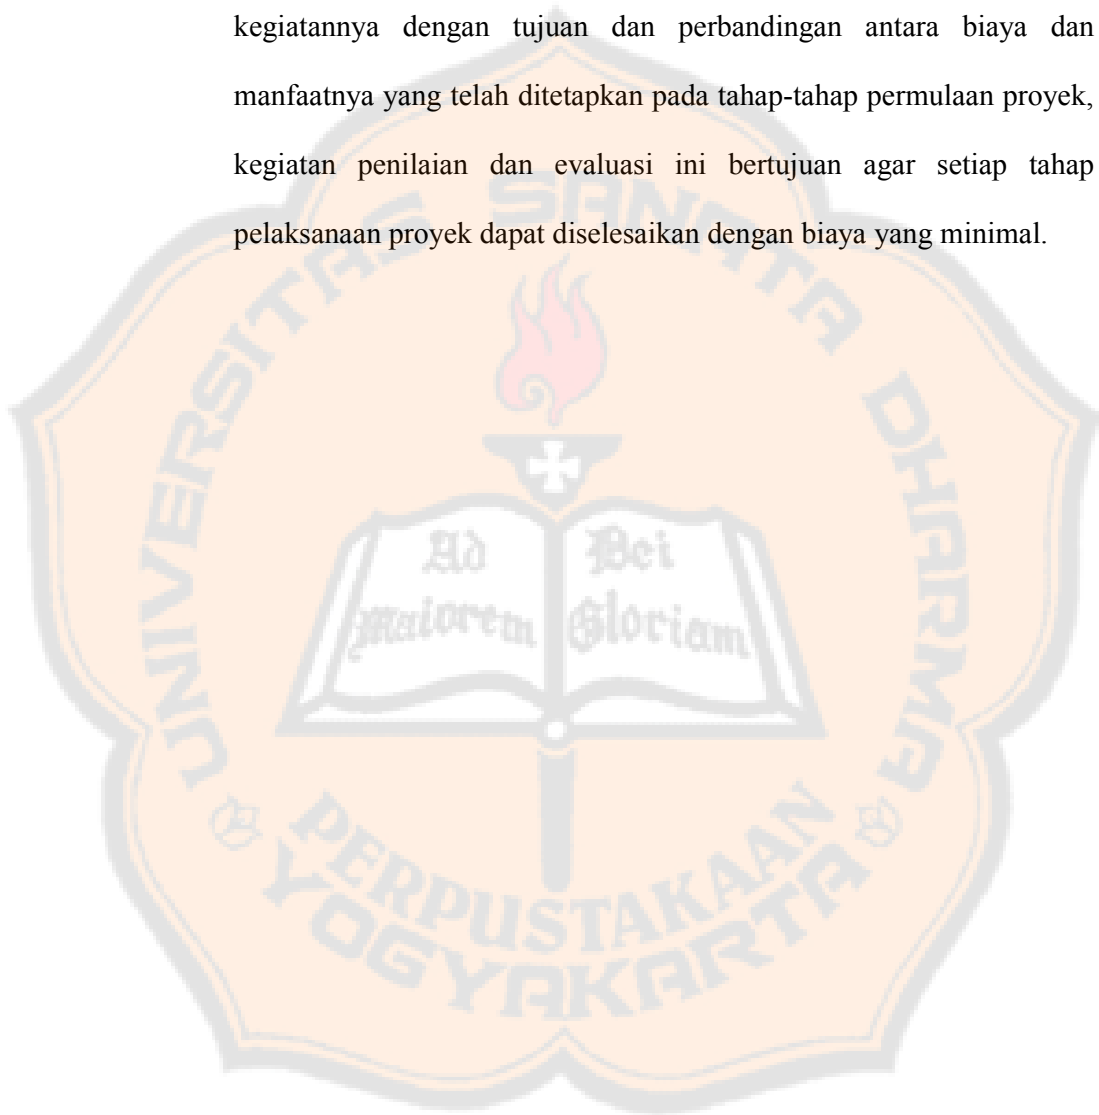 kegiatannya dengan tujuan dan perbandingan antara biaya dan
manfaatnya yang telah ditetapkan pada tahap-tahap permulaan proyek,
kegiatan penilaian dan evaluasi ini bertujuan agar setiap tahap
pelaksanaan proyek dapat diselesaikan dengan biaya yang minimal.
UNIVERSITAS SANATA DHARMA
Ad Dei
Maiorem Gloriam
PERPUSTAKAAN
YOGYAKARTA